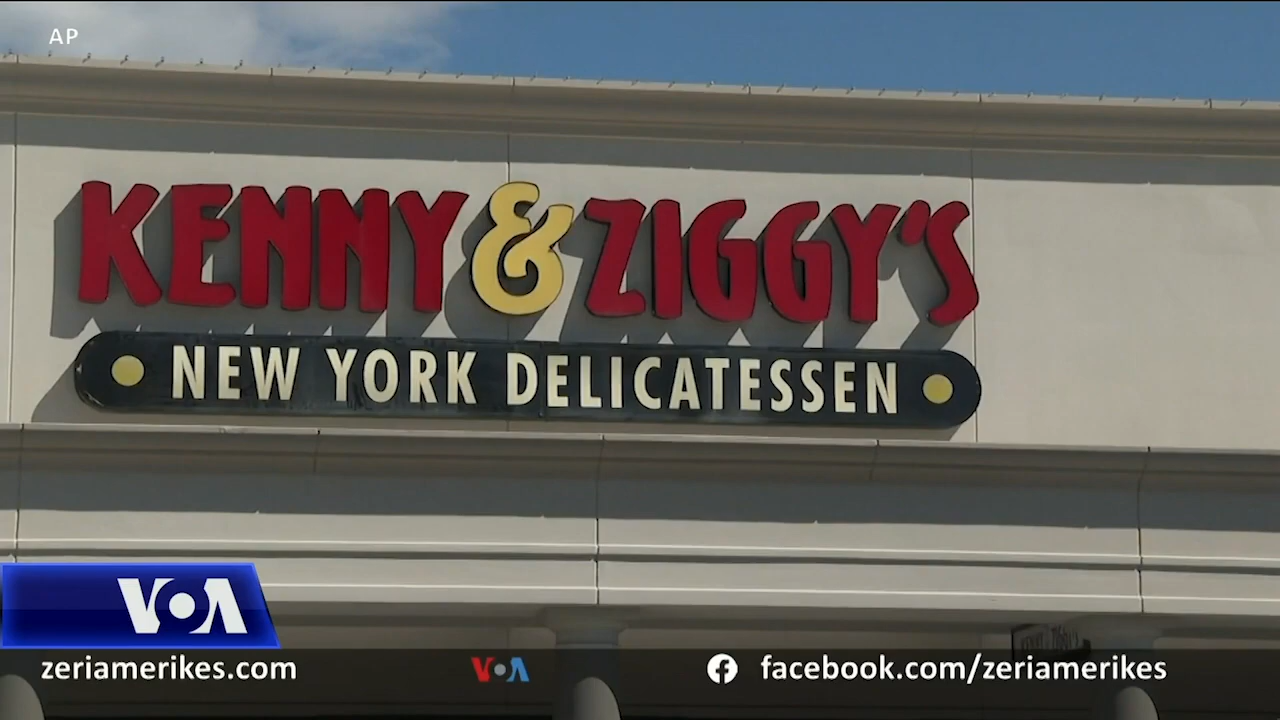 AP
KENNY & ZIGGY'S
NEW YORK DELICATESSEN
VOA
zeriamerikes.com
VOA
facebook.com/zeriamerikes